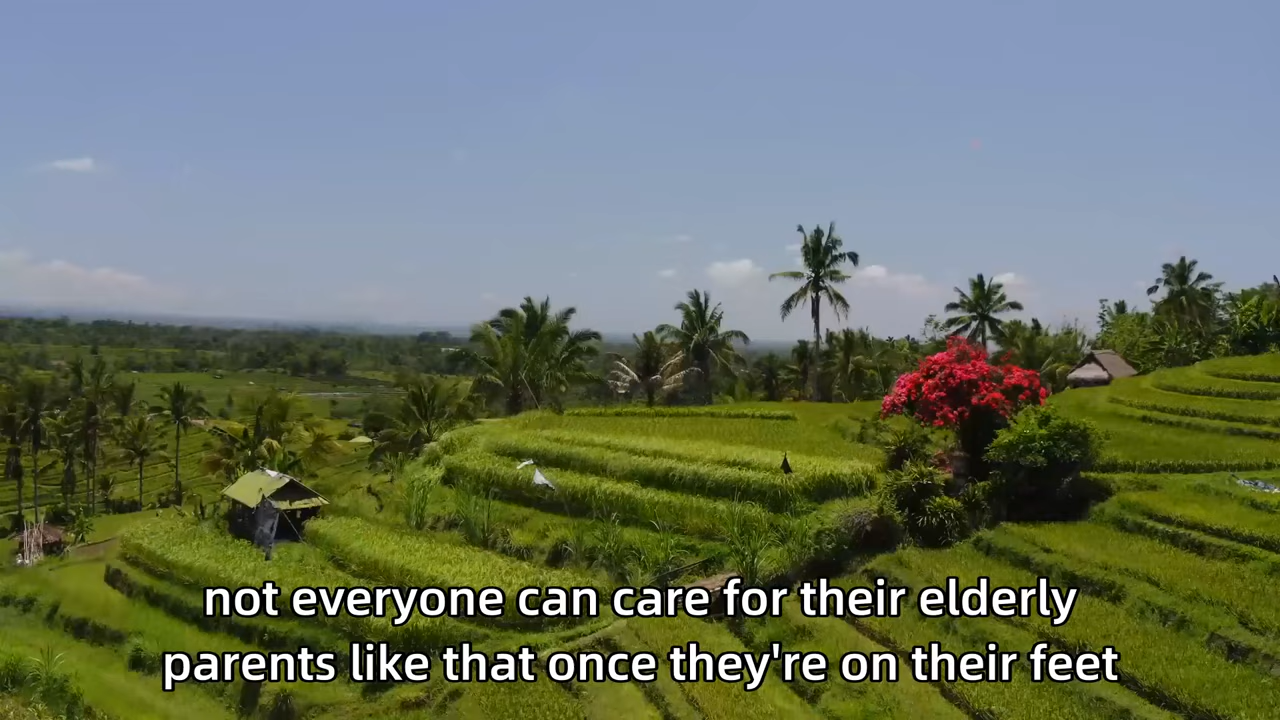 not everyone can care for their elderly
parents like that once they're on their feet